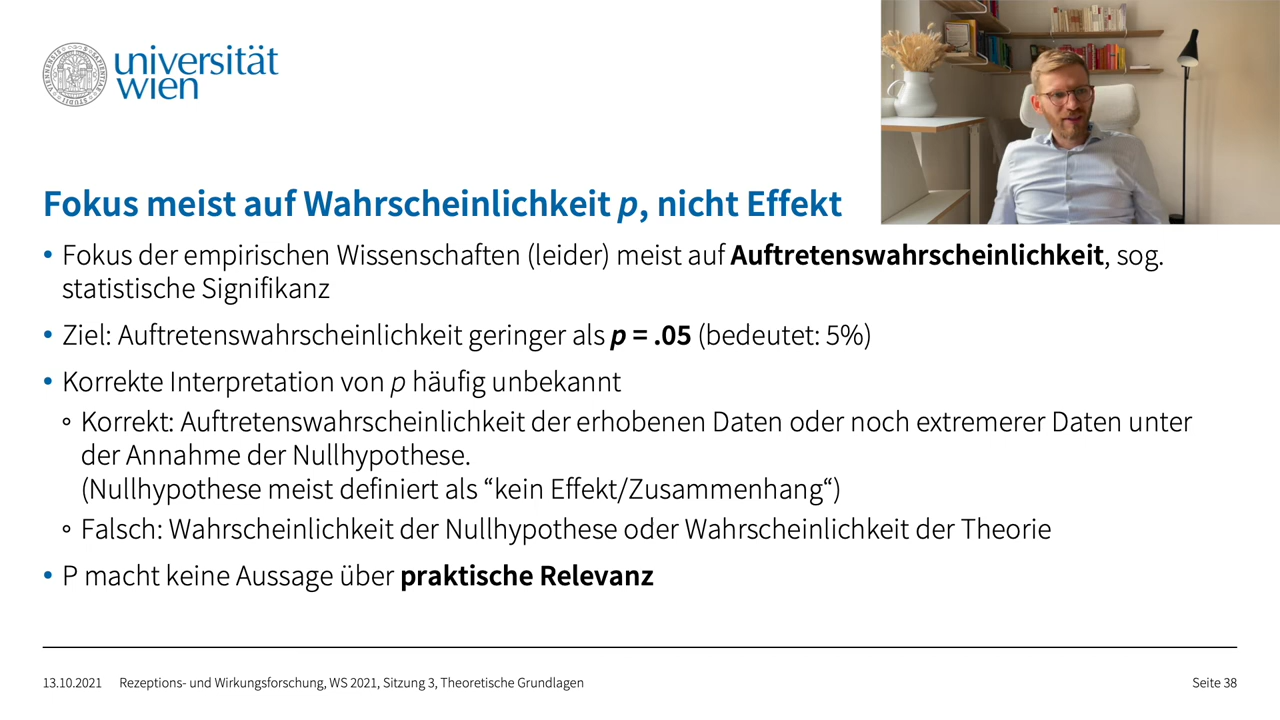 universität
wien
Fokus meist auf Wahrscheinlichkeit p, nicht Effekt
• Fokus der empirischen Wissenschaften (leider) meist auf Auftretenswahrscheinlichkeit, sog.
statistische Signifikanz
• Ziel: Auftretenswahrscheinlichkeit geringer als p = .05 (bedeutet: 5%)
• Korrekte Interpretation von p häufig unbekannt
◦ Korrekt: Auftretenswahrscheinlichkeit der erhobenen Daten oder noch extremerer Daten unter
der Annahme der Nullhypothese.
(Nullhypothese meist definiert als “kein Effekt/Zusammenhang“)
◦ Falsch: Wahrscheinlichkeit der Nullhypothese oder Wahrscheinlichkeit der Theorie
• P macht keine Aussage über praktische Relevanz
13.10.2021 Rezeptions- und Wirkungsforschung, WS 2021, Sitzung 3, Theoretische Grundlagen Seite 38